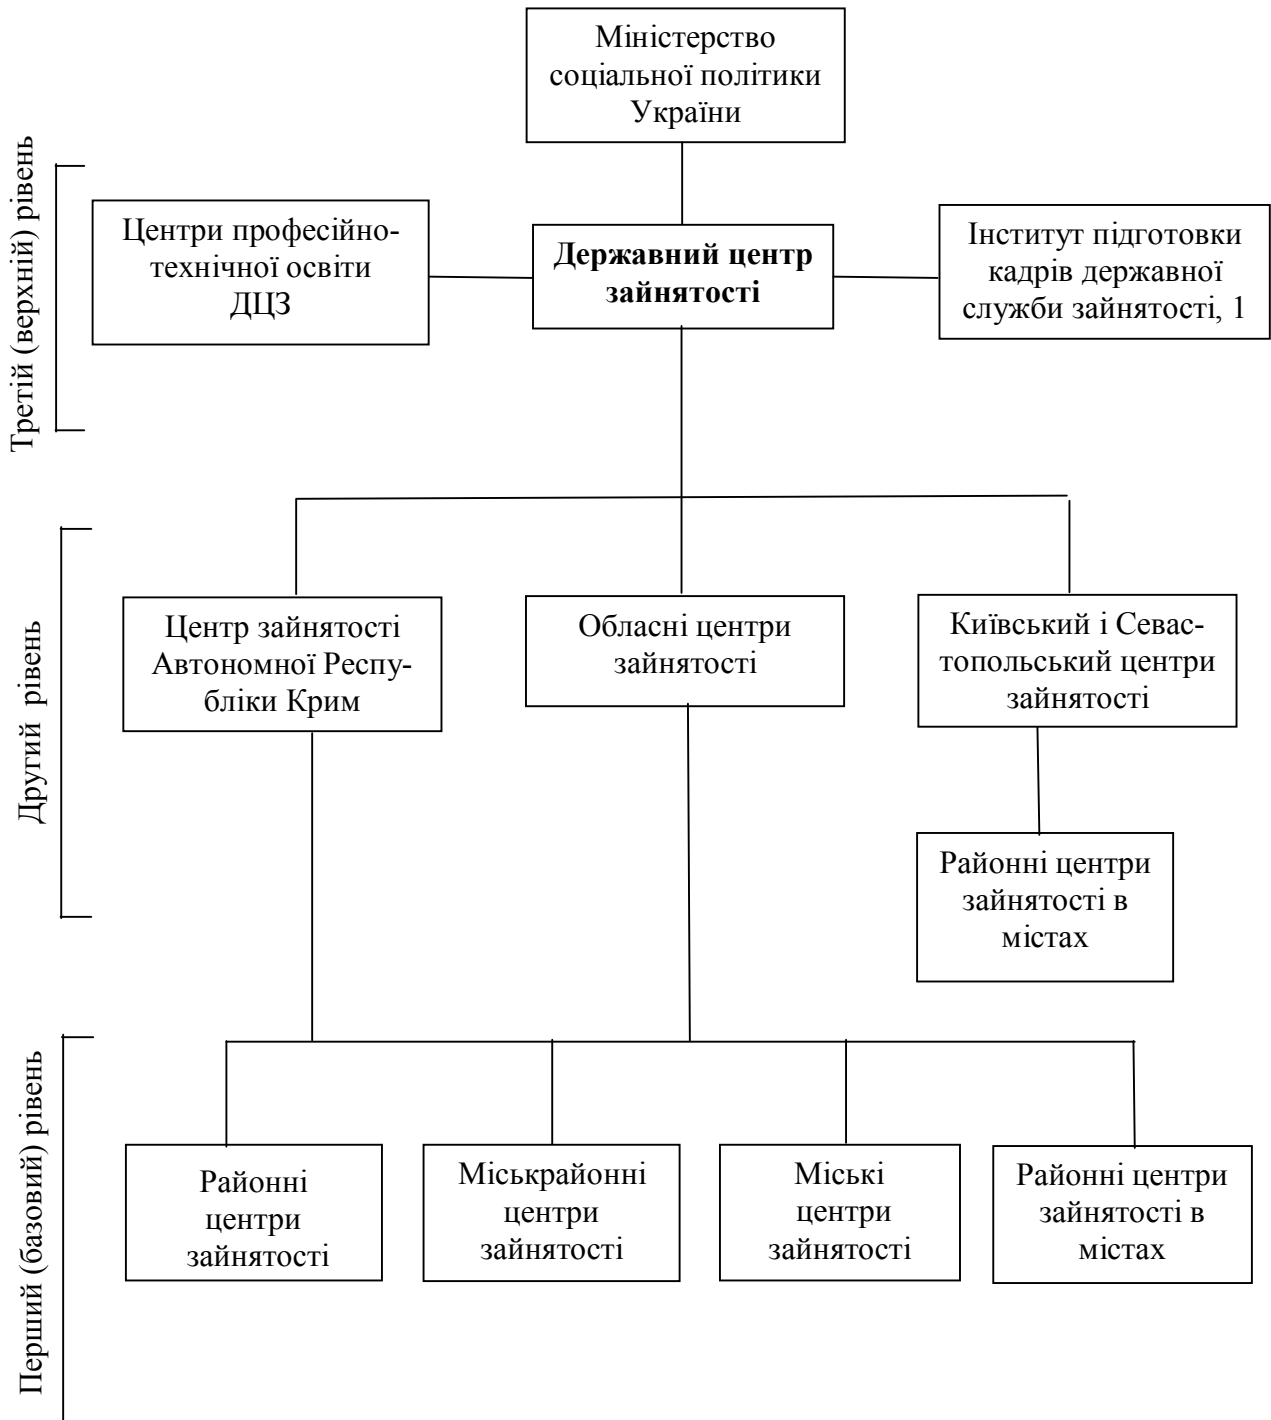 Міністерство
соціальної політики
України
Третій (верхній) рівень
Центри професійно-
технічної освіти
ДЦЗ
Державний центр
зайнятості
Інститут підготовки
кадрів державної
служби зайнятості, 1
Другий рівень
Центр зайнятості
Автономної Респу-
бліки Крим
Обласні центри
зайнятості
Київський і Севас-
топольський центри
зайнятості
Районні центри
зайнятості в
містах
Перший (базовий) рівень
Районні
центри
зайнятості
Міськрайонні
центри
зайнятості
Міські
центри
зайнятості
Районні центри
зайнятості в
містах